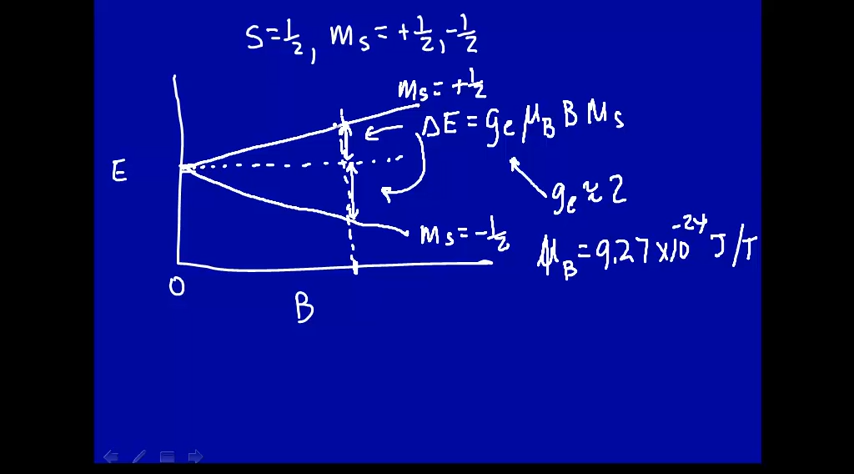 S=1/2, Ms = +1/2, -1/2
Ms = +1/2
ΔE = ge μB B Ms
E
ge ≈ 2
Ms = -1/2
μB = 9.27 x 10^-24 J/T
O
B